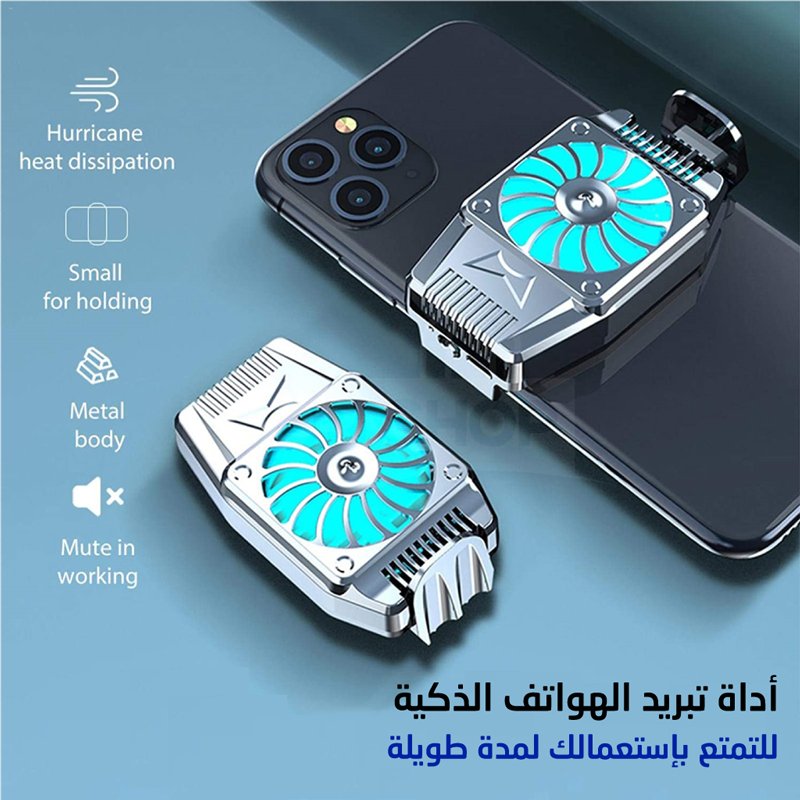 Hurricane
heat dissipation
Small
for holding
Metal
body
Mute in
working
أداة تبريد الهواتف الذكية
للتمتع بإستعمالك لمدة طويلة